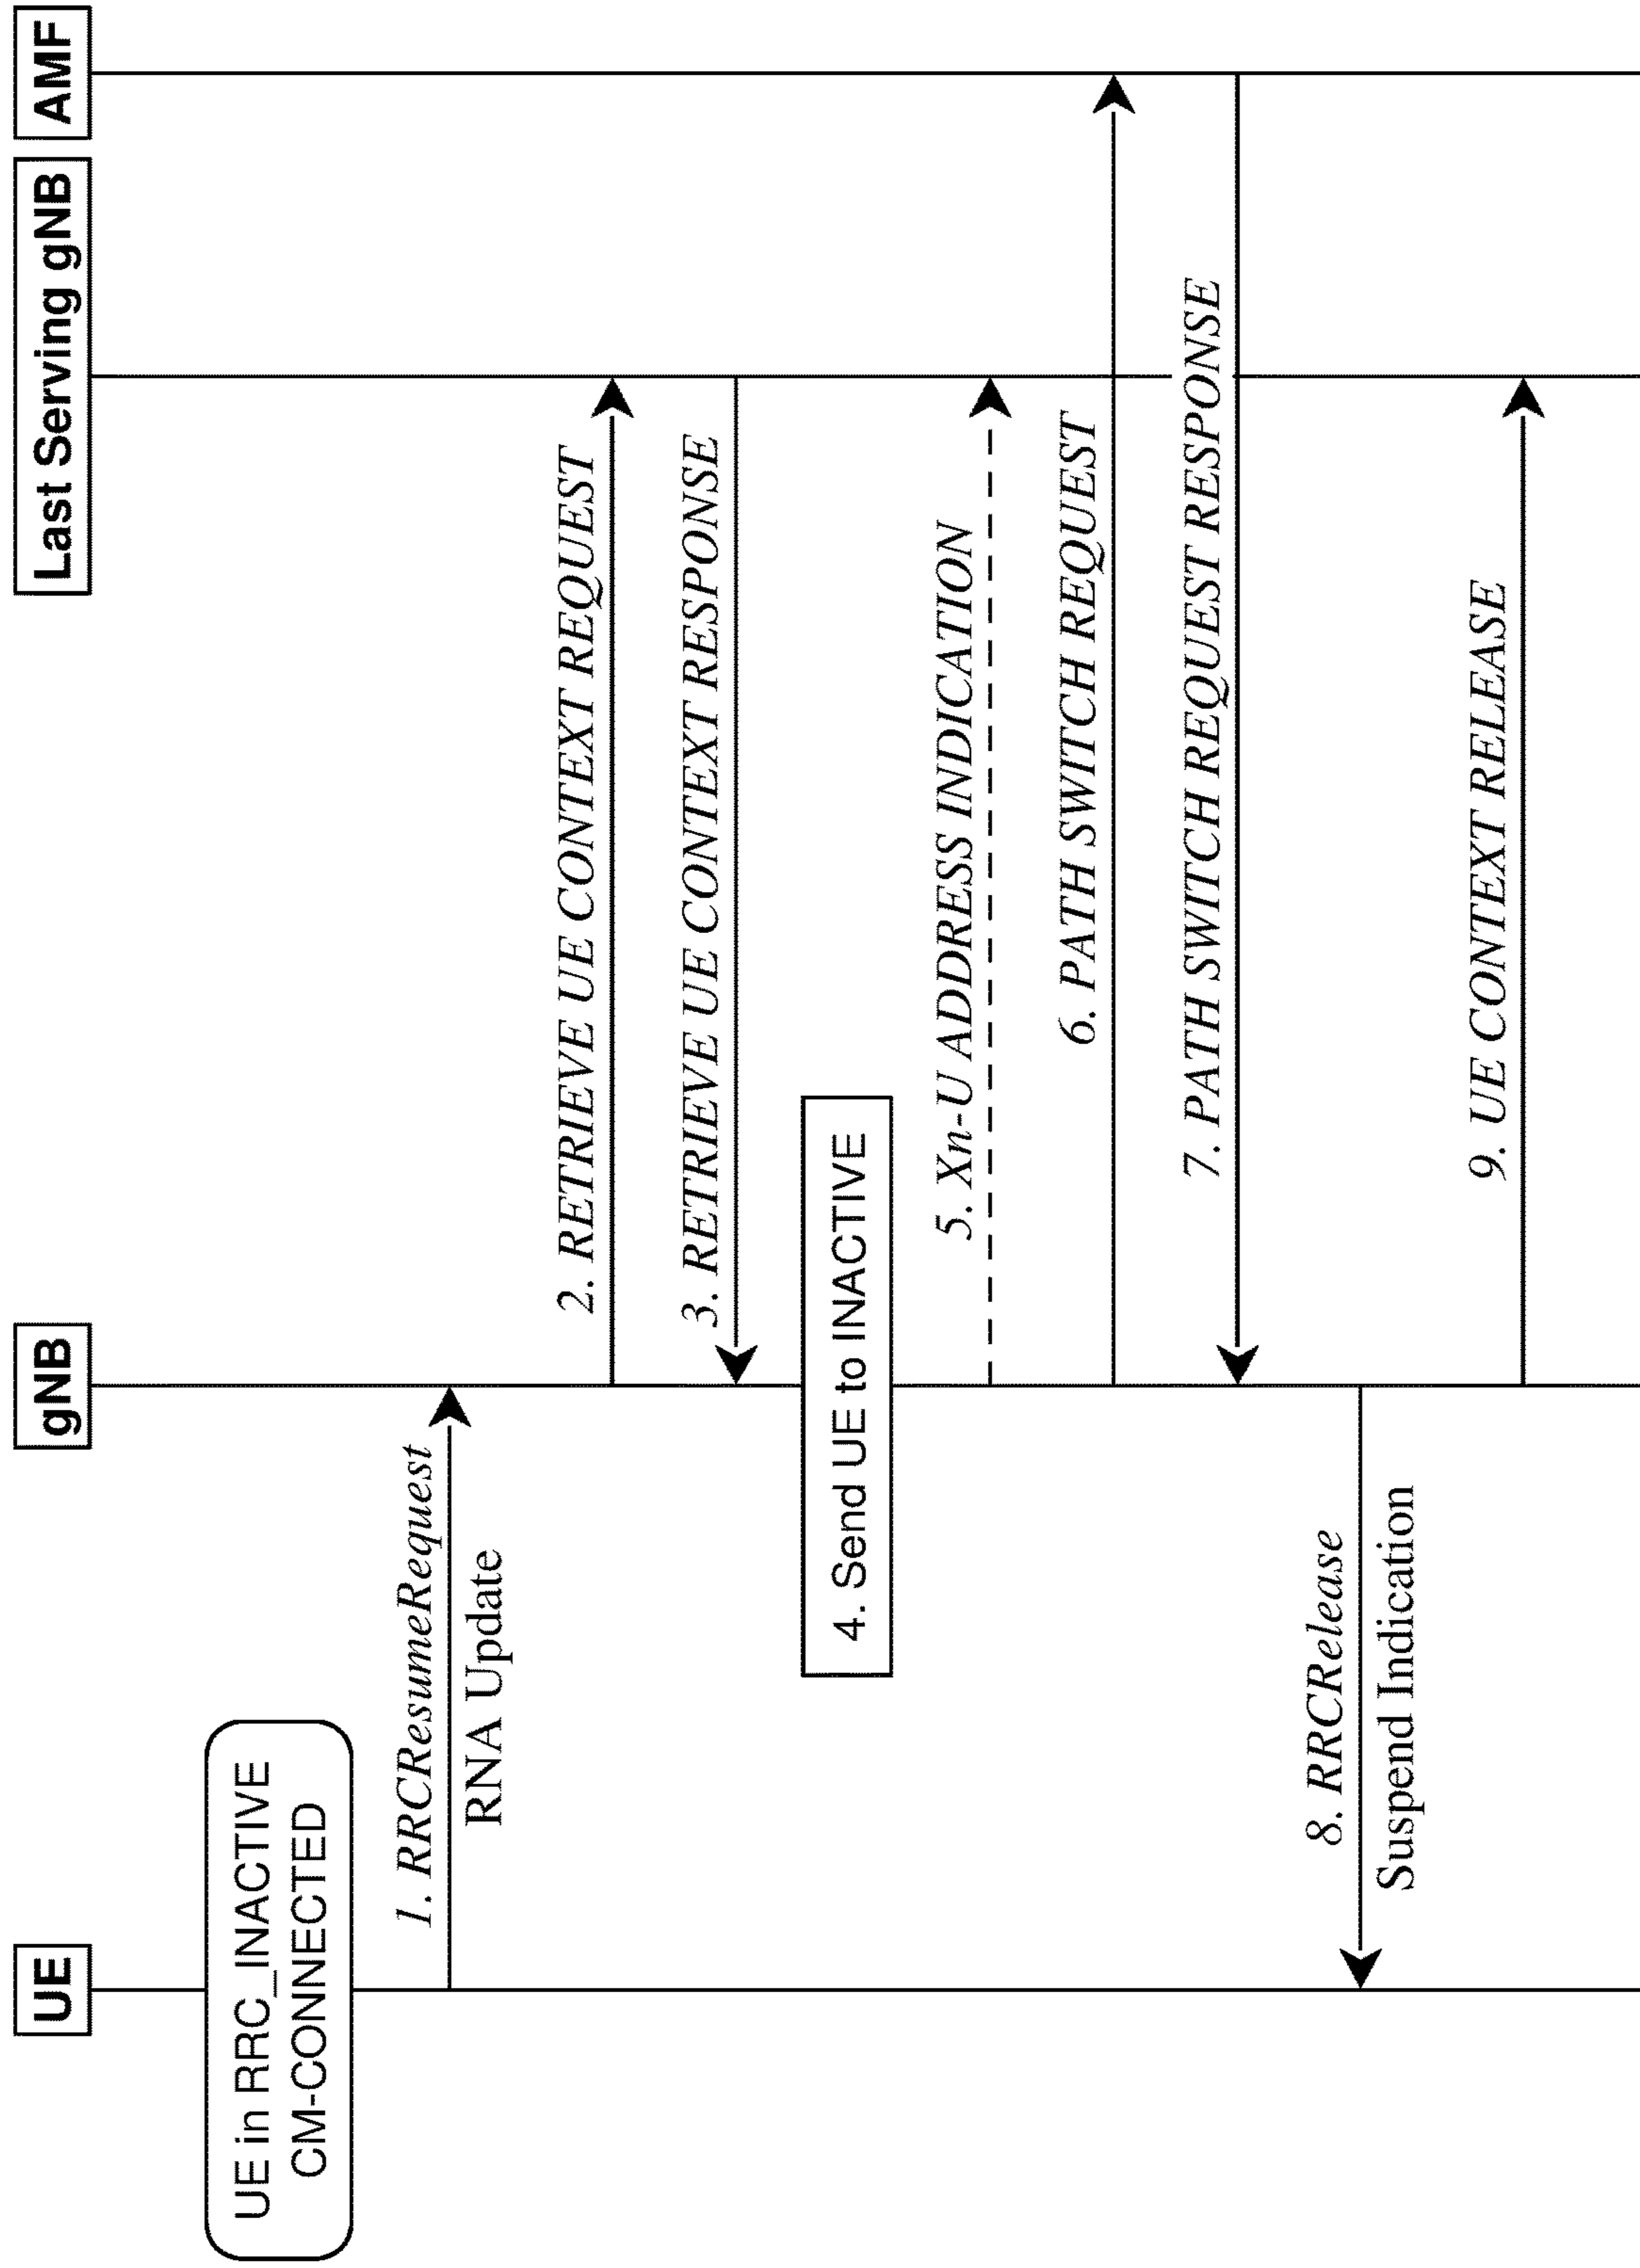 UE
gNB
Last Serving gNB
AMF
UE in RRC_INACTIVE
CM-CONNECTED
1. RRCResumeRequest
RNA Update
2. RETRIEVE UE CONTEXT REQUEST
3. RETRIEVE UE CONTEXT RESPONSE
4. Send UE to INACTIVE
5. Xn-U ADDRESS INDICATION
6. PATH SWITCH REQUEST
7. PATH SWITCH REQUEST RESPONSE
8. RRCRelease
Suspend Indication
9. UE CONTEXT RELEASE